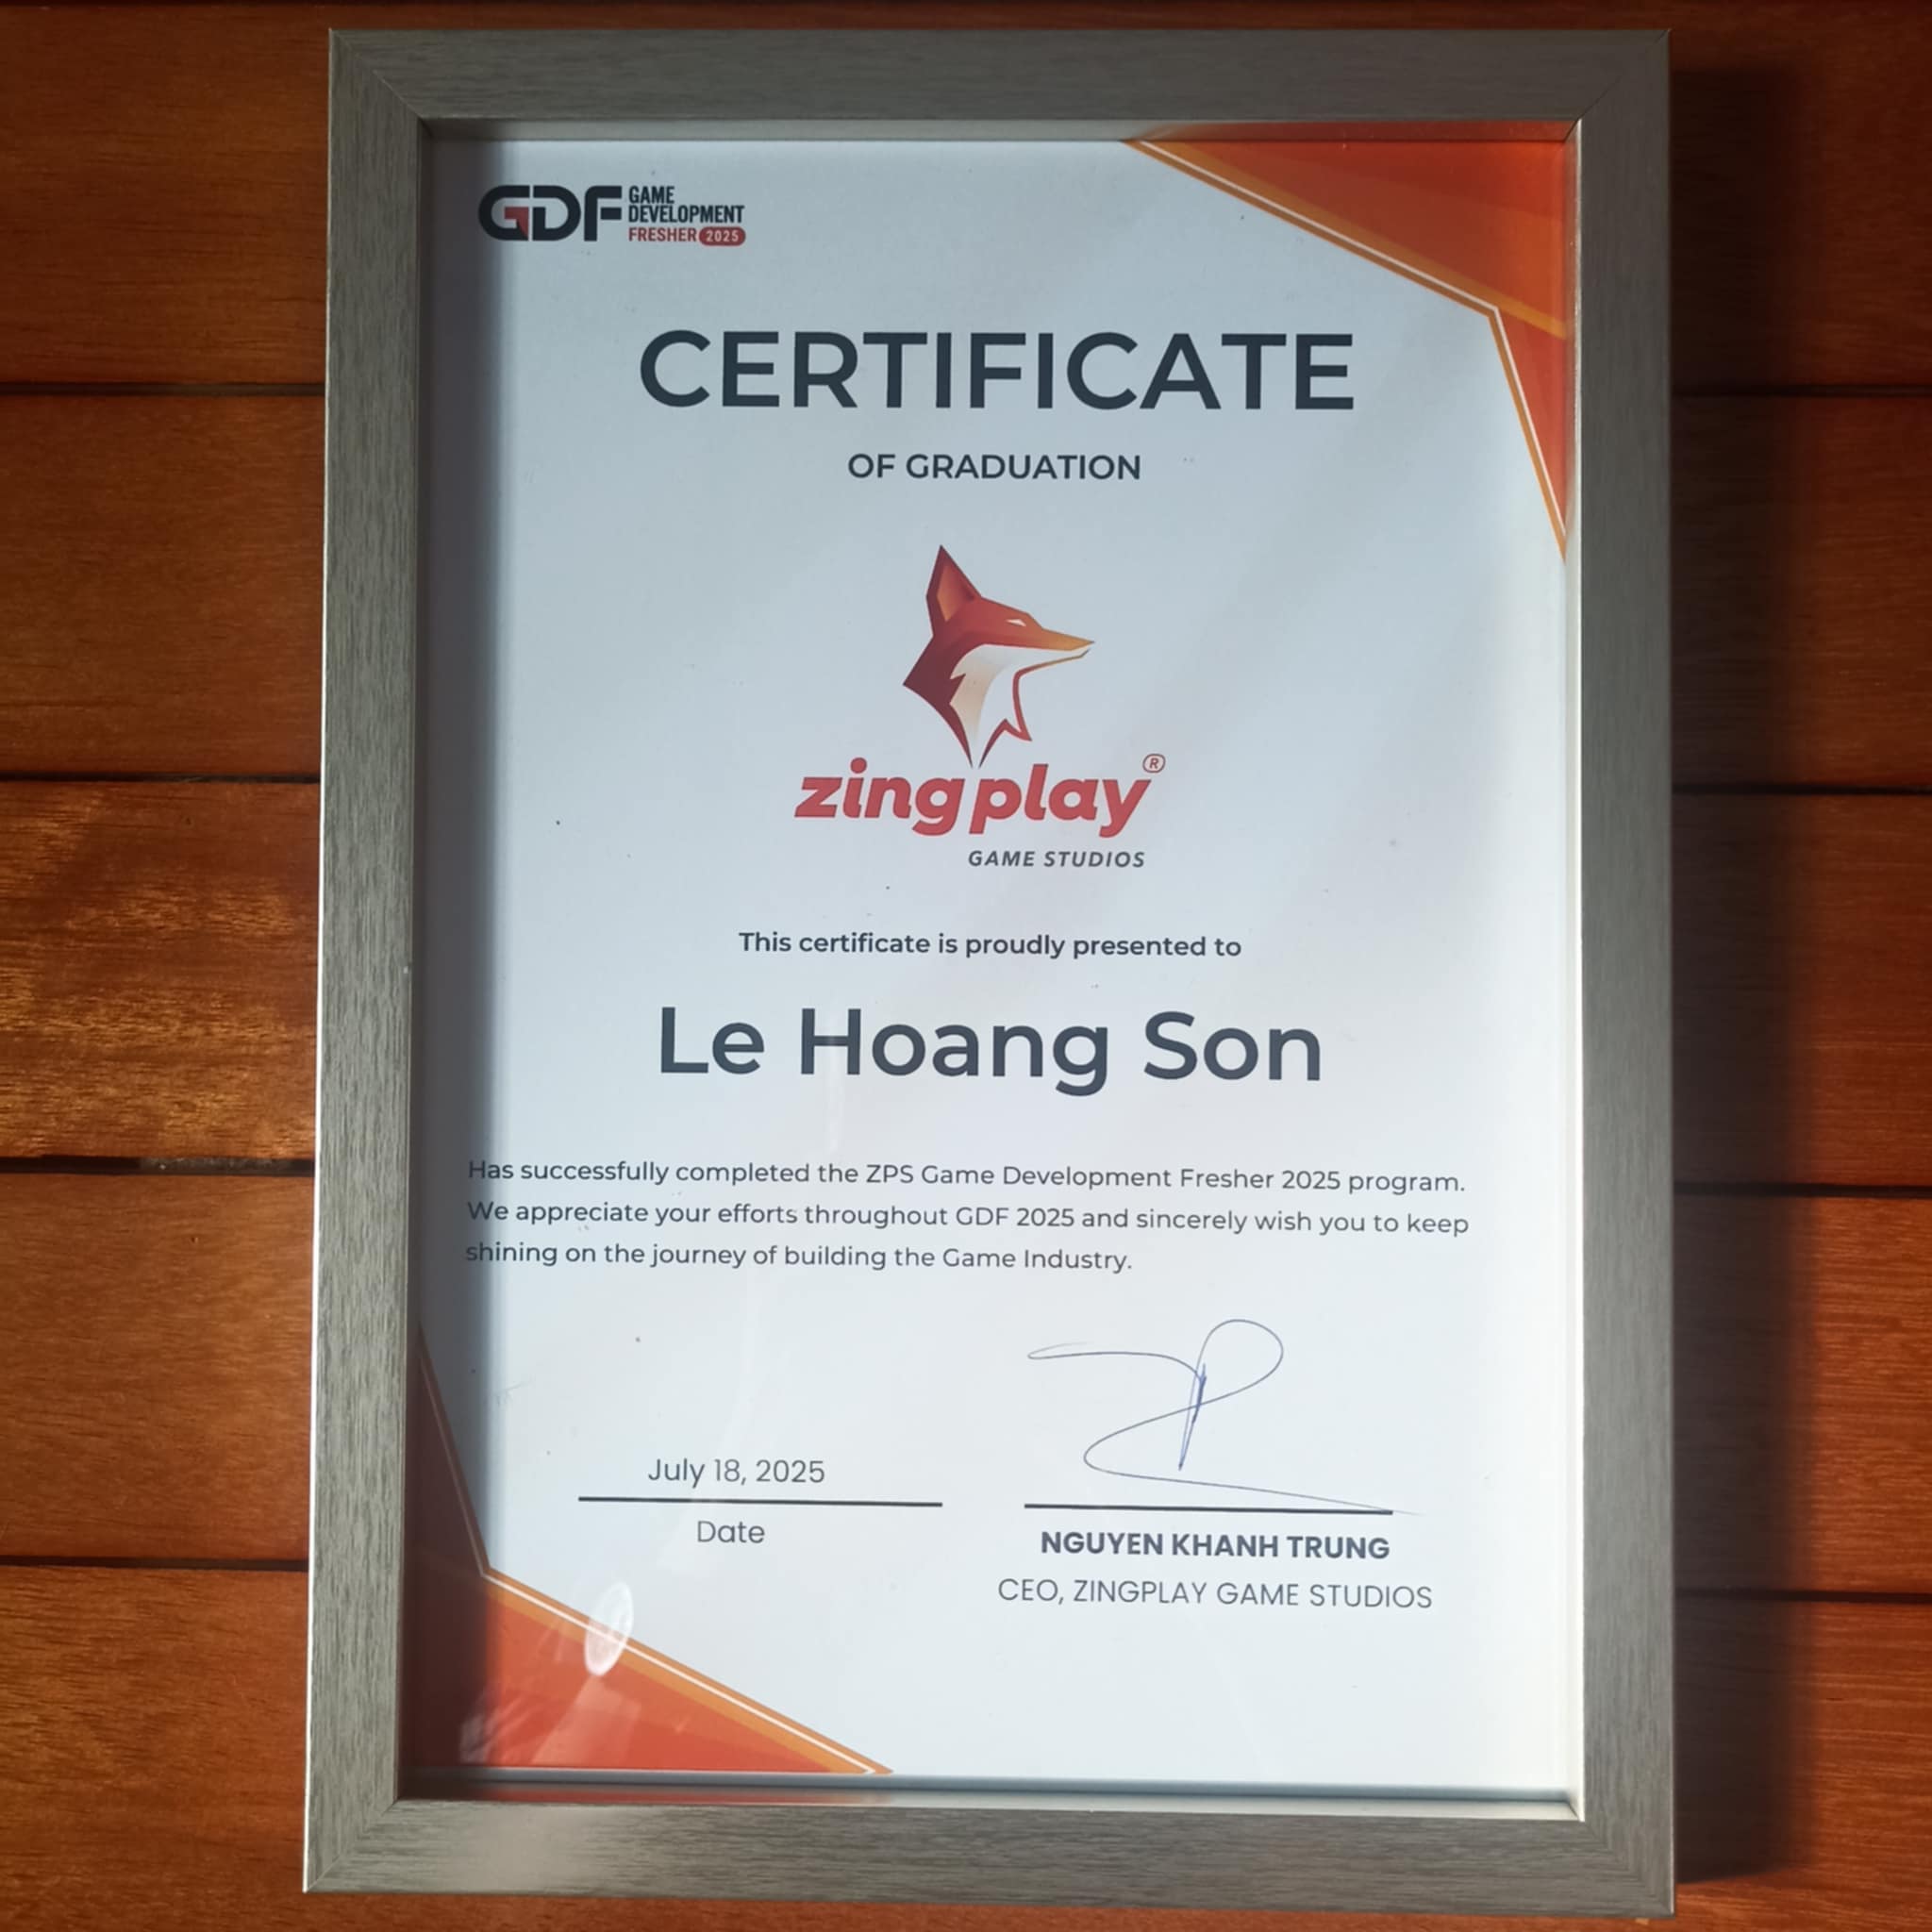 GDF GAME
DEVELOPMENT
FRESHER 2025
CERTIFICATE
OF GRADUATION
zingplay®
GAME STUDIOS
This certificate is proudly presented to
Le Hoang Son
Has successfully completed the ZPS Game Development Fresher 2025 program.
We appreciate your efforts throughout GDF 2025 and sincerely wish you to keep
shining on the journey of building the Game Industry.
July 18, 2025
Date
NGUYEN KHANH TRUNG
CEO, ZINGPLAY GAME STUDIOS